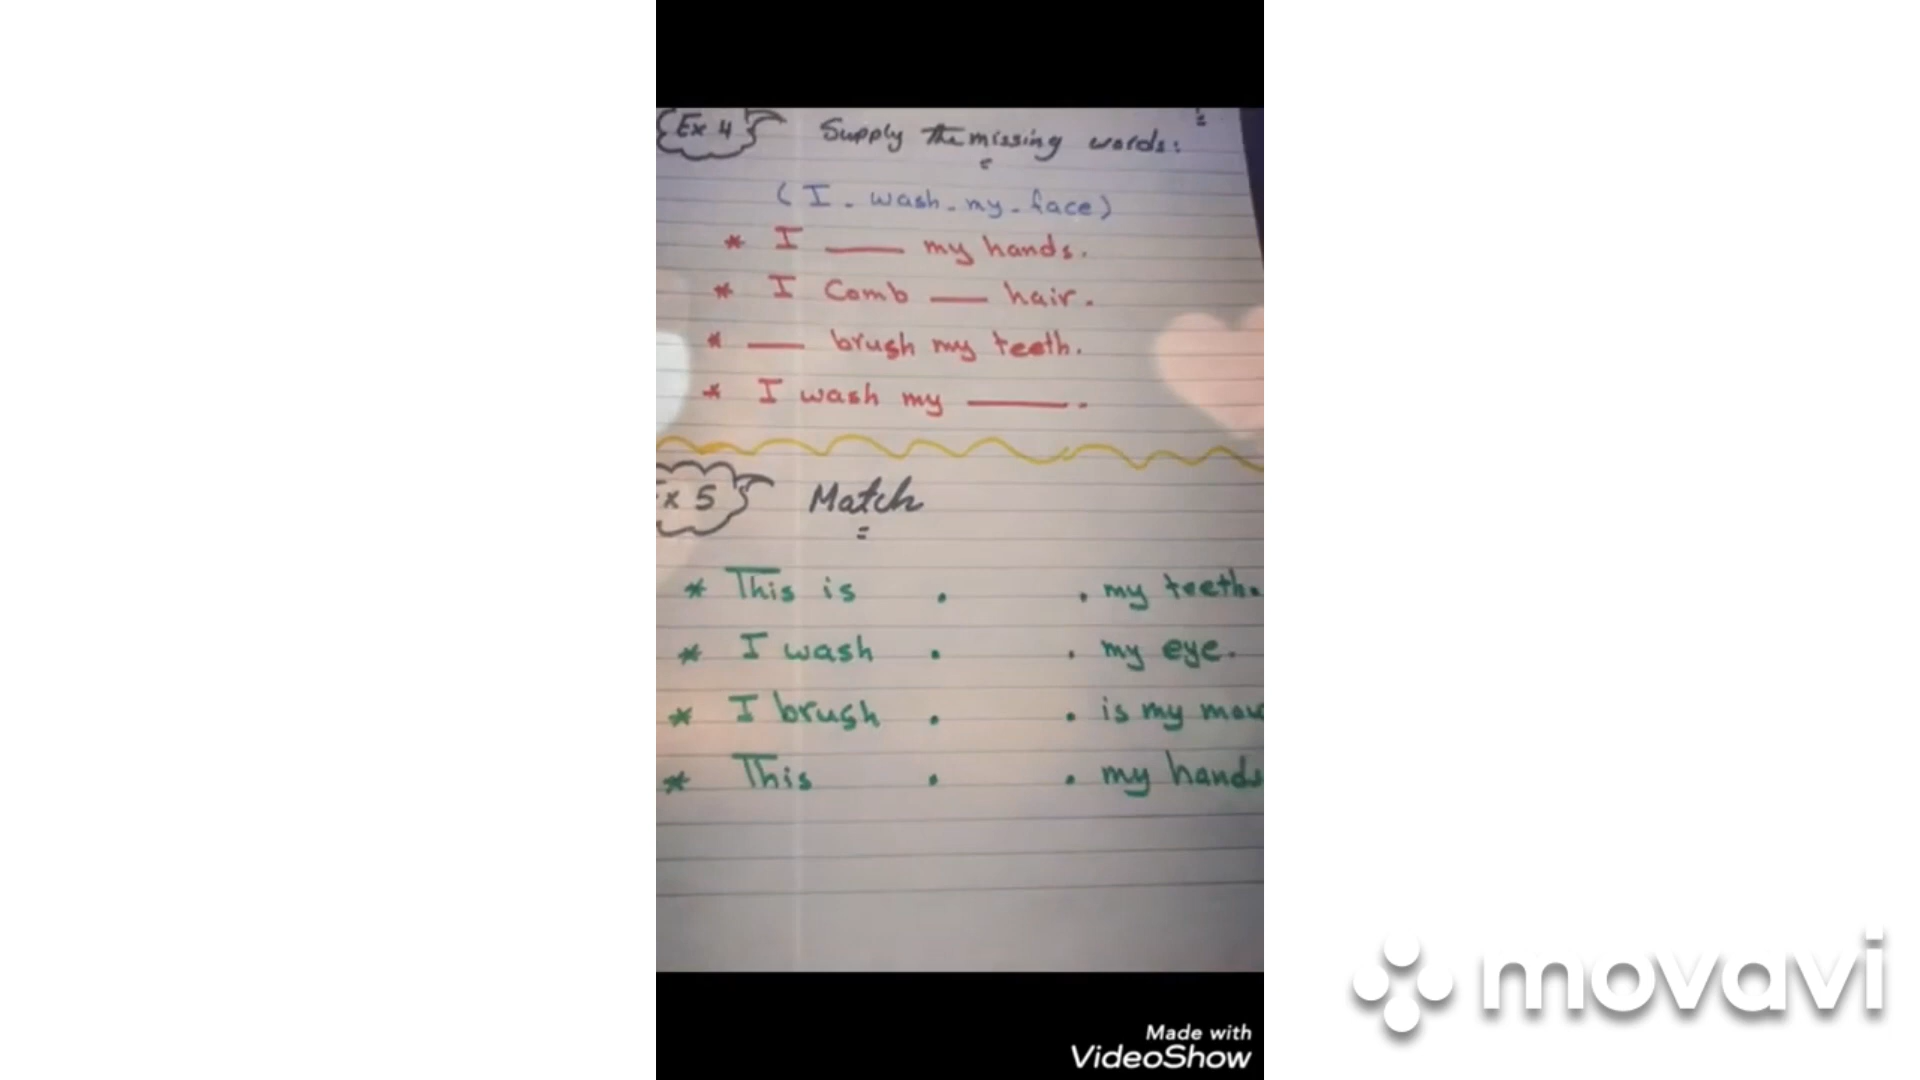 Ex 4 Supply the missing words:
(I - wash - my - face)
* I ____ my hands.
* I Comb ____ hair.
* ____ brush my teeth.
* I wash my ____.
x 5 Match
* This is . . my teeth.
* I wash . . my eye.
* I brush . . is my mou
* This . . my hands
movavi
Made with
VideoShow